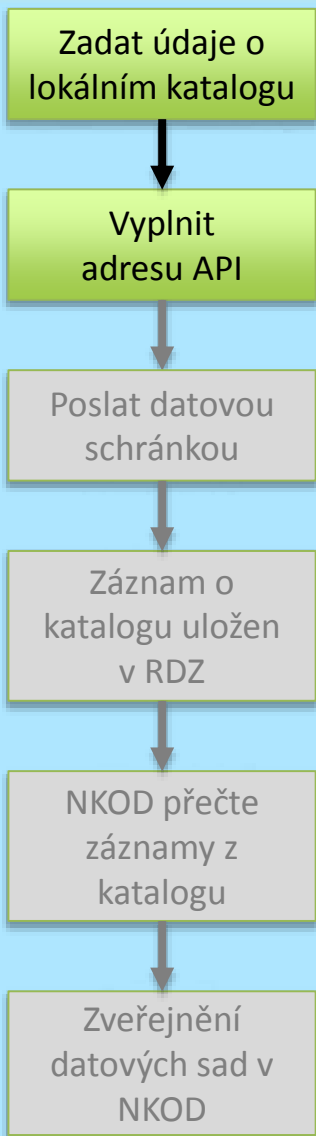 Zadat údaje o
lokálním katalogu
Vyplnit
adresu API
Poslat datovou
schránkou
Záznam o
katalogu uložen
v RDZ
NKOD přečte
záznamy z
katalogu
Zveřejnění
datových sad v
NKOD